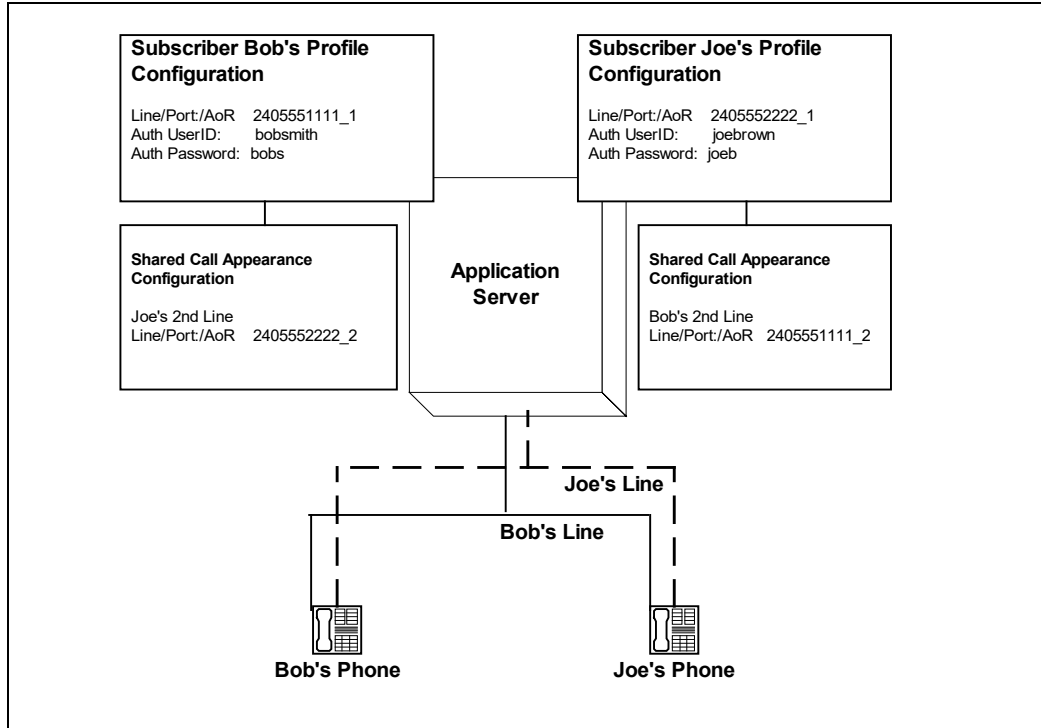 Subscriber Bob's Profile
Configuration
Line/Port:/AoR 2405551111_1
Auth UserID: bobsmith
Auth Password: bobs
Subscriber Joe's Profile
Configuration
Line/Port:/AoR 2405552222_1
Auth UserID: joebrown
Auth Password: joeb
Shared Call Appearance
Configuration
Joe's 2nd Line
Line/Port:/AoR 2405552222_2
Application
Server
Shared Call Appearance
Configuration
Bob's 2nd Line
Line/Port:/AoR 2405551111_2
Joe's Line
Bob's Line
Bob's Phone
Joe's Phone